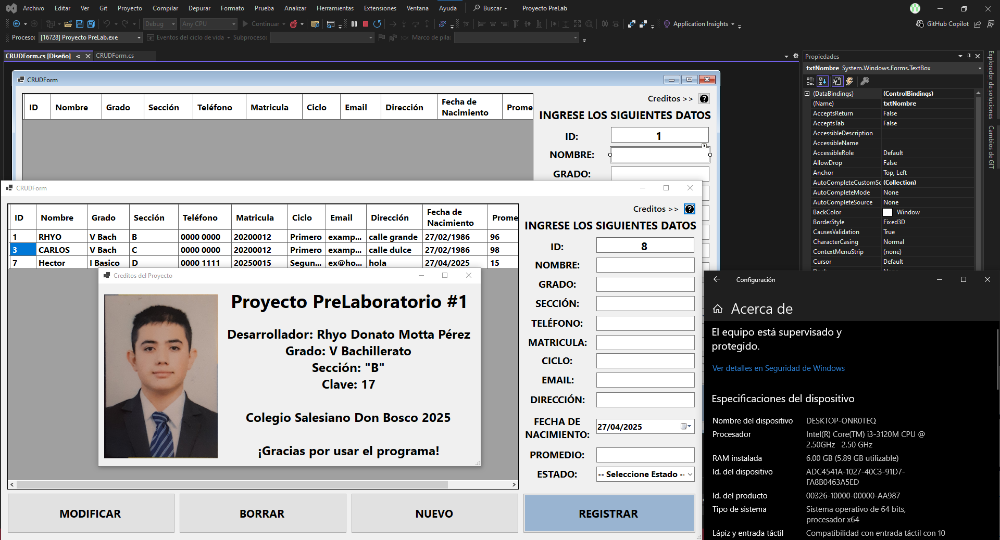 Archivo Editar Ver Git Proyecto Compilar Depurar Formato Prueba Analizar Herramientas Extensiones Ventana Ayuda Buscar Proyecto PreLab
Debug Any CPU Continuar Application Insights GitHub Copilot
Proceso: [16728] Proyecto PreLab.exe Eventos del ciclo de vida Subproceso: Marco de pila:
CRUDForm.cs [Diseño] CRUDForm.cs
CRUDForm
ID Nombre Grado Sección Teléfono Matricula Ciclo Email Dirección Fecha de Nacimiento Prome
Creditos >>
INGRESE LOS SIGUIENTES DATOS
ID: 1
NOMBRE:
GRADO:
Propiedades
txtNombre System.Windows.Forms.TextBox
(DataBindings) (ControlBindings)
(Name) txtNombre
AcceptsReturn False
AcceptsTab False
AccessibleDescription
AccessibleName
AccessibleRole Default
AllowDrop False
Anchor Top, Left
AutoCompleteCustomSc (Collection)
AutoCompleteMode None
AutoCompleteSource None
BackColor Window
BorderStyle Fixed3D
CausesValidation True
CharacterCasing Normal
ContextMenuStrip (none)
Cursor Default
Explorador de soluciones
Cambios de GIT
CRUDForm
ID Nombre Grado Sección Teléfono Matricula Ciclo Email Dirección Fecha de Nacimiento Prome
1 RHYO V Bach B 0000 0000 20200012 Primero examp... calle grande 27/02/1986 96
3 CARLOS V Bach C 0000 0000 20200012 Primero examp... calle dulce 27/02/1986 98
7 Hector I Basico D 0000 1111 20250015 Segun... ex@ho... hola 27/04/2025 15
Creditos >>
INGRESE LOS SIGUIENTES DATOS
ID: 8
NOMBRE:
GRADO:
SECCIÓN:
TELÉFONO:
MATRICULA:
CICLO:
EMAIL:
DIRECCIÓN:
FECHA DE
NACIMIENTO: 27/04/2025
PROMEDIO:
ESTADO: -- Seleccione Estado --
MODIFICAR BORRAR NUEVO REGISTRAR
Creditos del Proyecto
Proyecto PreLaboratorio #1
Desarrollador: Rhyo Donato Motta Pérez
Grado: V Bachillerato
Sección: "B"
Clave: 17
Colegio Salesiano Don Bosco 2025
¡Gracias por usar el programa!
Configuración
Acerca de
El equipo está supervisado y
protegido.
Ver detalles en Seguridad de Windows
Especificaciones del dispositivo
Nombre del dispositivo DESKTOP-ONR0TEQ
Procesador Intel(R) Core(TM) i3-3120M CPU @
2.50GHz 2.50 GHz
RAM instalada 6.00 GB (5.89 GB utilizable)
Id. del dispositivo ADC4541A-1027-40C3-91D7-
FA8B0463A5ED
Id. del producto 00326-10000-00000-AA987
Tipo de sistema Sistema operativo de 64 bits,
procesador x64
Lápiz y entrada táctil Compatibilidad con entrada táctil con 10